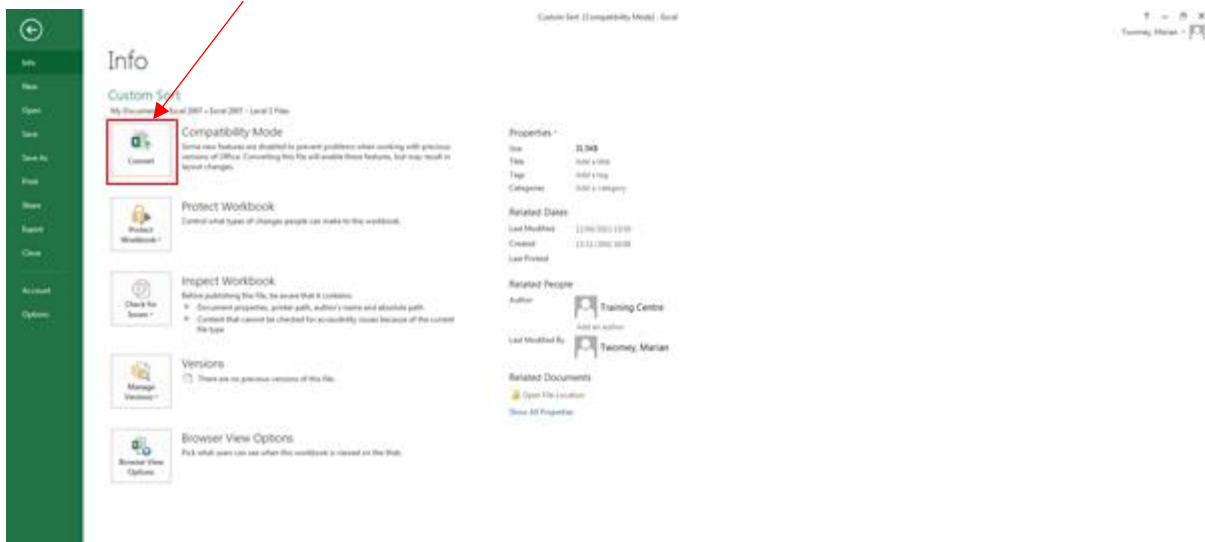 Custom Sort [Compatibility Mode] - Excel
Twomey, Marian
Info
New
Open
Save
Save As
Print
Share
Export
Close
Account
Options
Info
Custom Sort
Excel 2007 » Excel 2007 - Level 2 Files
Convert
Compatibility Mode
Some new features are disabled to prevent problems when working with previous
versions of Office. Converting this file will enable these features, but may result in
layout changes.
Protect
Workbook
Protect Workbook
Control what types of changes people can make to this workbook.
Check for
Issues
Inspect Workbook
Before publishing this file, be aware that it contains:
Document properties, printer path, author's name and absolute path
Content that cannot be checked for accessibility issues because of the current
file type
Manage
Versions
Versions
There are no previous versions of this file.
Browser View
Options
Browser View Options
Pick what users can see when this workbook is viewed on the Web.
Properties
Size
Title Add a title
Tags Add a tag
Categories Add a category
Related Dates
Last Modified
Created
Last Printed
Related People
Author Training Centre
Add an author
Last Modified By Twomey, Marian
Related Documents
Open File Location
Show All Properties